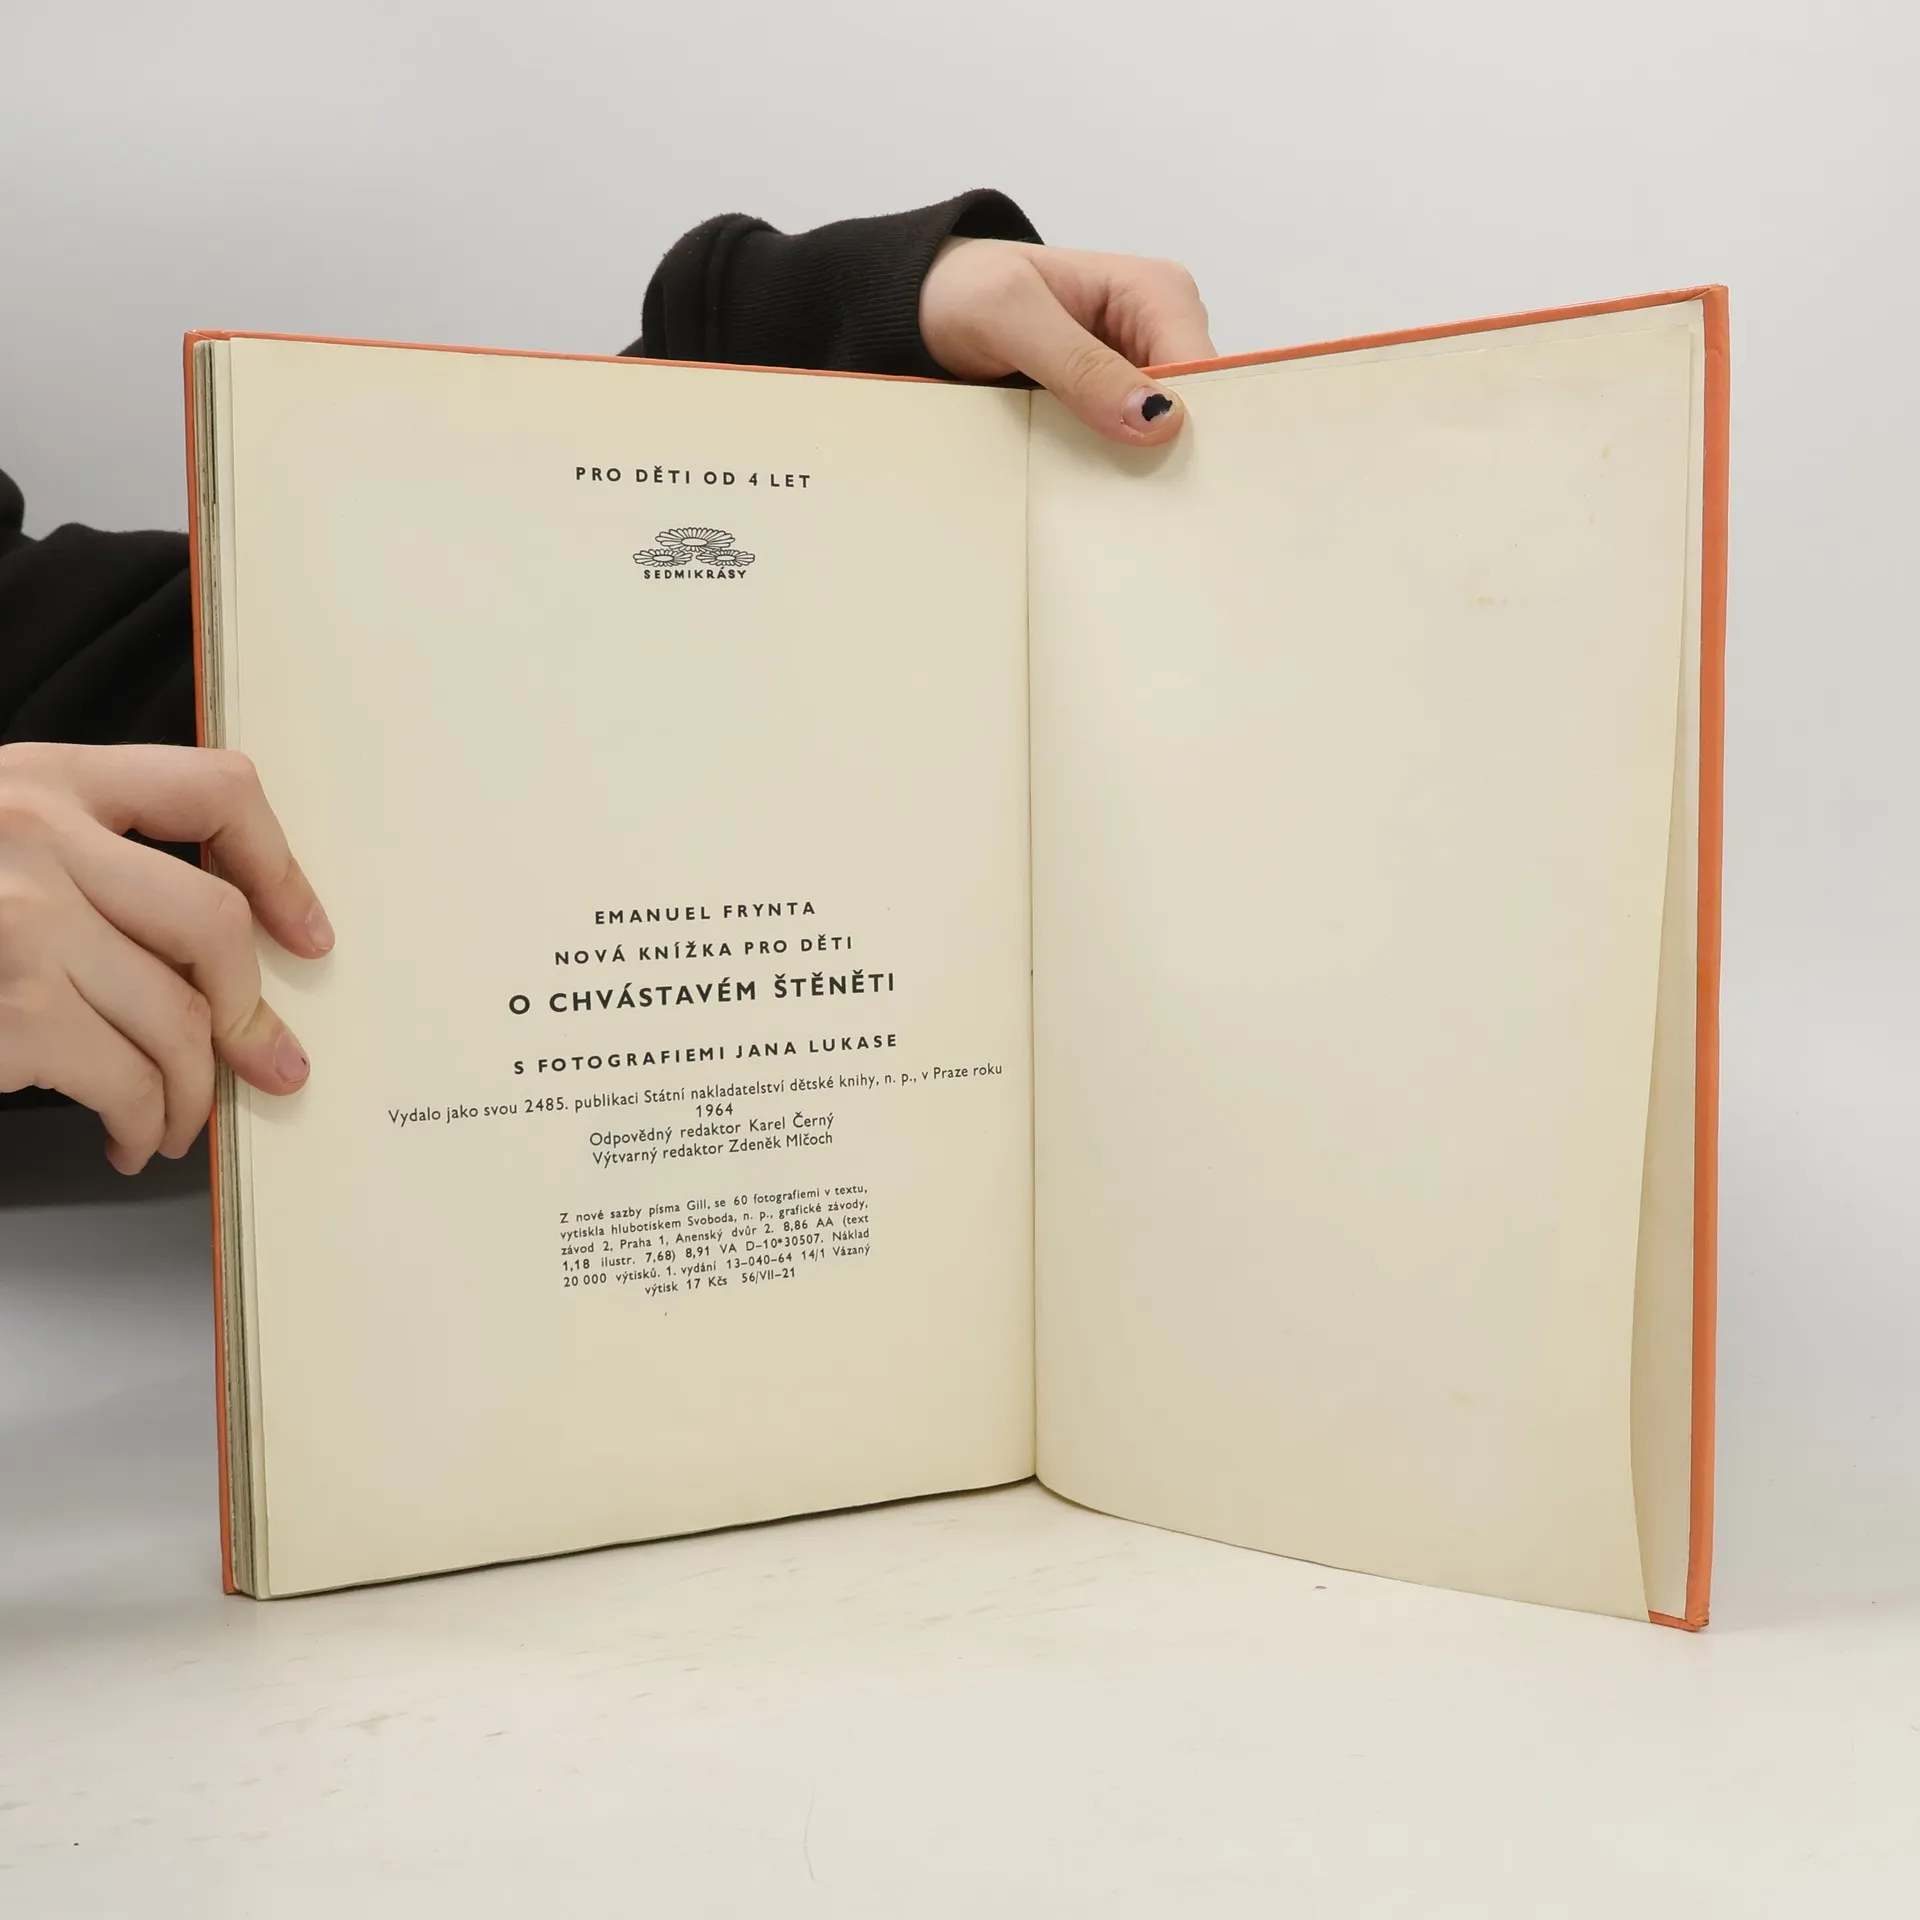 PRO DĚTI OD 4 LET
SEDMIKRÁSY
EMANUEL FRYNTA
NOVÁ KNÍŽKA PRO DĚTI
O CHVÁSTAVÉM ŠTĚNĚTI
S FOTOGRAFIEMI JANA LUKASE
Vydalo jako svou 2485. publikaci Státní nakladatelství dětské knihy, n. p., v Praze roku
1964
Odpovědný redaktor Karel Černý
Výtvarný redaktor Zdeněk Mlčoch
Z nové sazby písma Gill, se 60 fotografiemi v textu,
vytiskla hlubotiskem Svoboda, n. p., grafické závody,
závod 2, Praha 1, Anenský dvůr 2. 8,86 AA (text
1,18 ilustr. 7,68) 8,91 VA D-10*30507. Náklad
20 000 výtisků. 1. vydání 13-040-64 14/1 Vázaný
výtisk 17 Kčs 56/VII-21